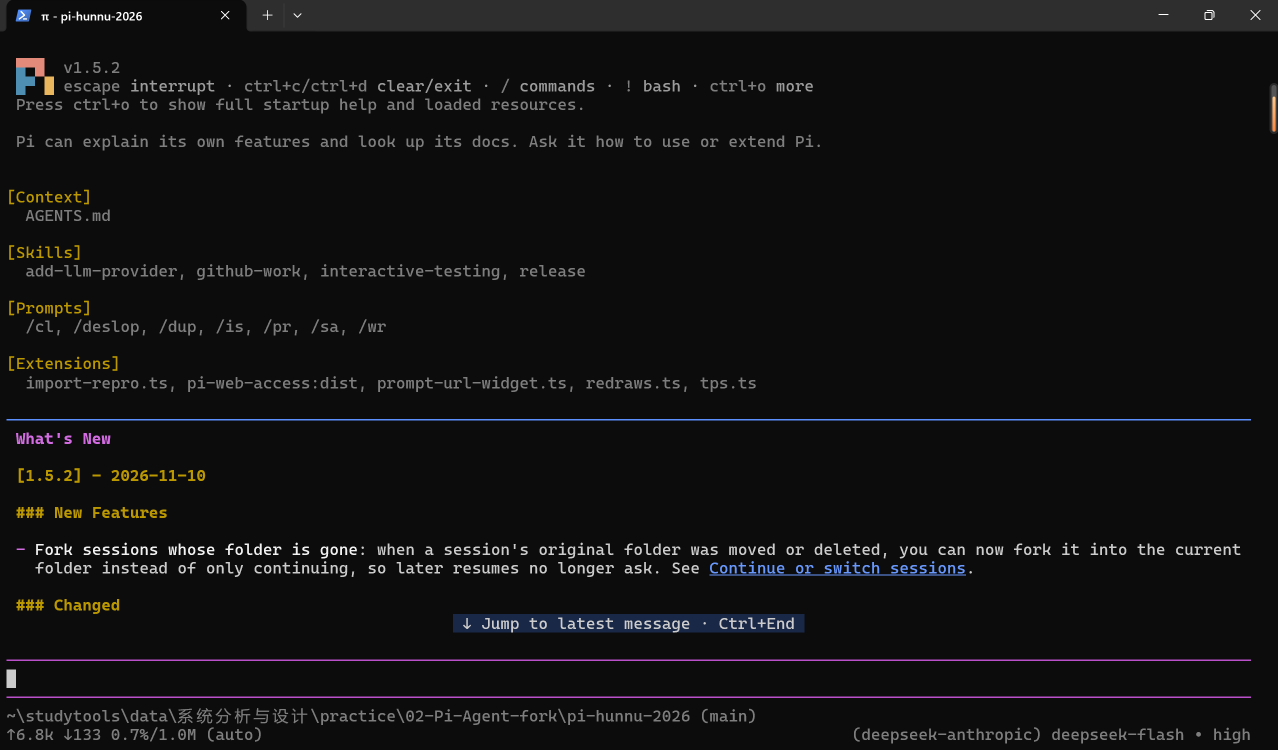 π - pi-hunnu-2026
v1.5.2
escape interrupt · ctrl+c/ctrl+d clear/exit · / commands · ! bash · ctrl+o more
Press ctrl+o to show full startup help and loaded resources.
Pi can explain its own features and look up its docs. Ask it how to use or extend Pi.
[Context]
AGENTS.md
[Skills]
add-llm-provider, github-work, interactive-testing, release
[Prompts]
/cl, /deslop, /dup, /is, /pr, /sa, /wr
[Extensions]
import-repro.ts, pi-web-access:dist, prompt-url-widget.ts, redraws.ts, tps.ts
What's New
[1.5.2] - 2026-11-10
### New Features
- Fork sessions whose folder is gone: when a session's original folder was moved or deleted, you can now fork it into the current
folder instead of only continuing, so later resumes no longer ask. See Continue or switch sessions.
### Changed
↓ Jump to latest message · Ctrl+End
~\studytools\data\系统分析与设计\practice\02-Pi-Agent-fork\pi-hunnu-2026 (main)
↑6.8k ↓133 0.7%/1.0M (auto) (deepseek-anthropic) deepseek-flash • high